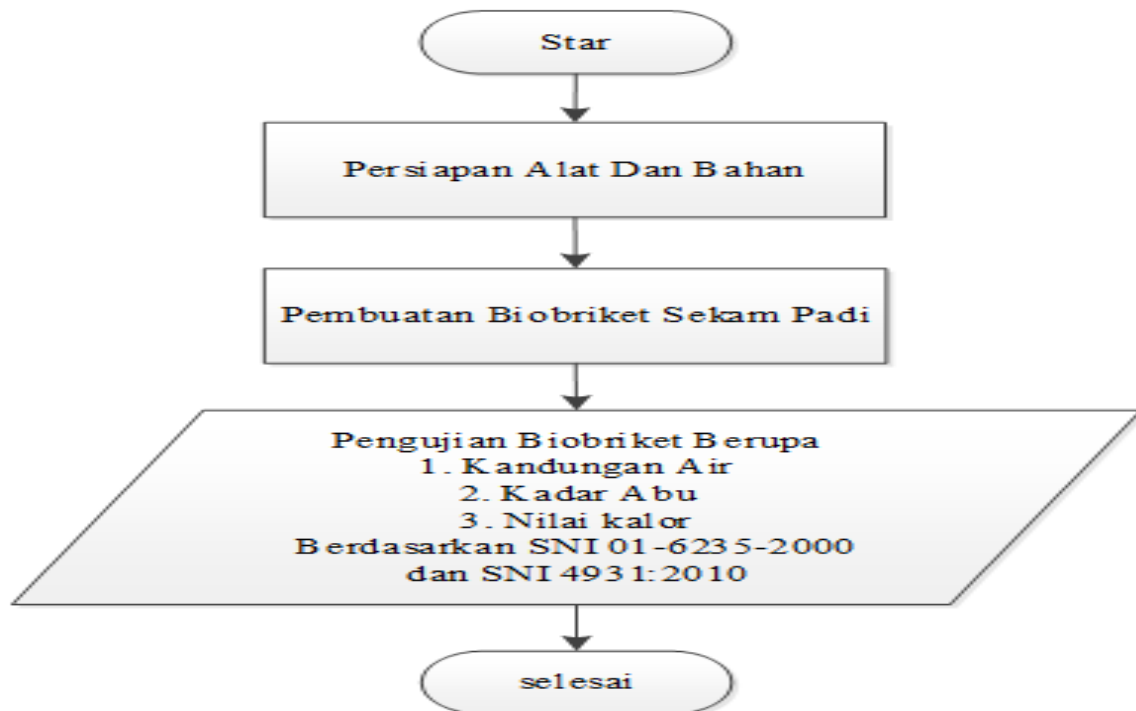 Star
Persiapan Alat Dan Bahan
Pembuatan Biobriket Sekam Padi
Pengujian Biobriket Berupa
1. Kandungan Air
2. Kadar Abu
3. Nilai kalor
Berdasarkan SNI 01-6235-2000
dan SNI 4931:2010
selesai